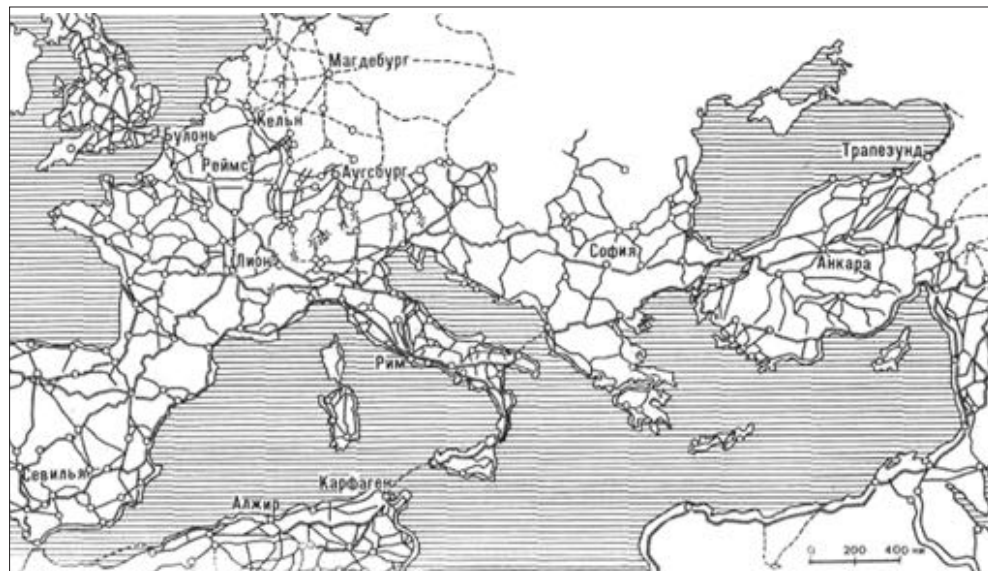 Магдебург
Кельн
Булонь
Реймс
Аугсбург
Трапезунд
Лион
София
Анкара
Рим
Севилья
Карфаген
Алжир
0 200 400 км